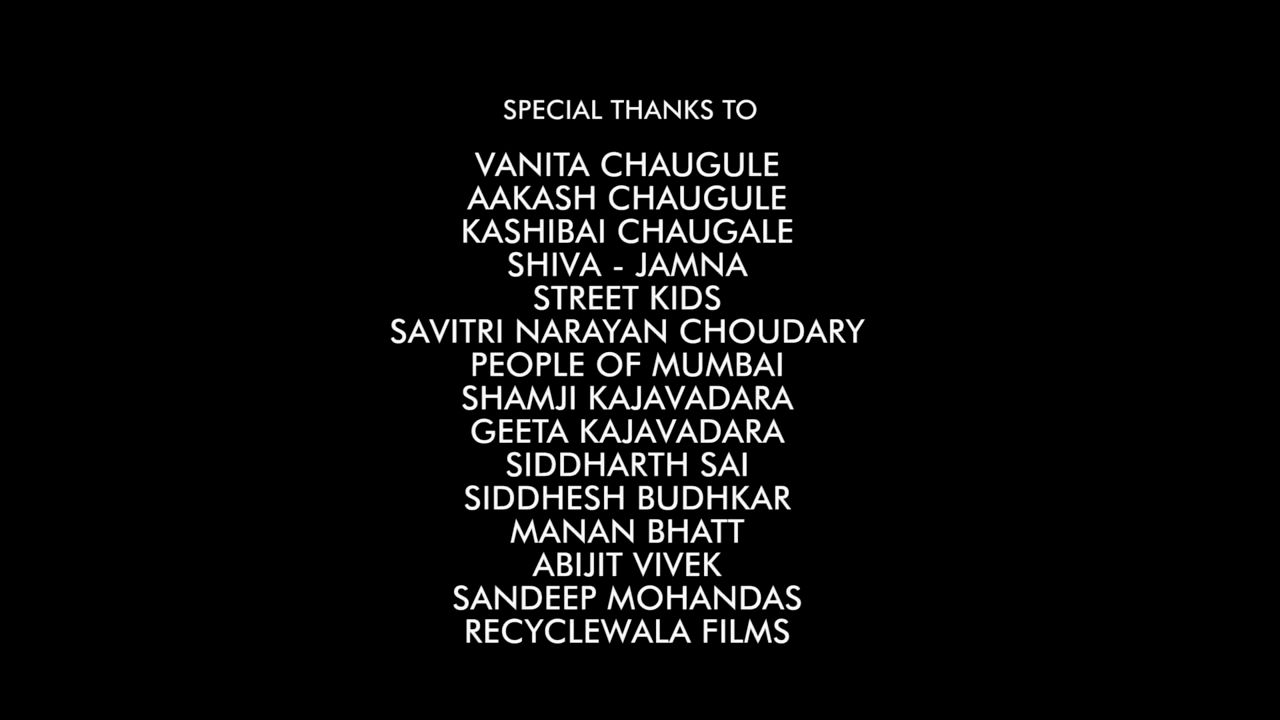 SPECIAL THANKS TO
VANITA CHAUGULE
AAKASH CHAUGULE
KASHIBAI CHAUGALE
SHIVA - JAMNA
STREET KIDS
SAVITRI NARAYAN CHOUDARY
PEOPLE OF MUMBAI
SHAMJI KAJAVADARA
GEETA KAJAVADARA
SIDDHARTH SAI
SIDDHESH BUDHKAR
MANAN BHATT
ABIJIT VIVEK
SANDEEP MOHANDAS
RECYCLEWALA FILMS